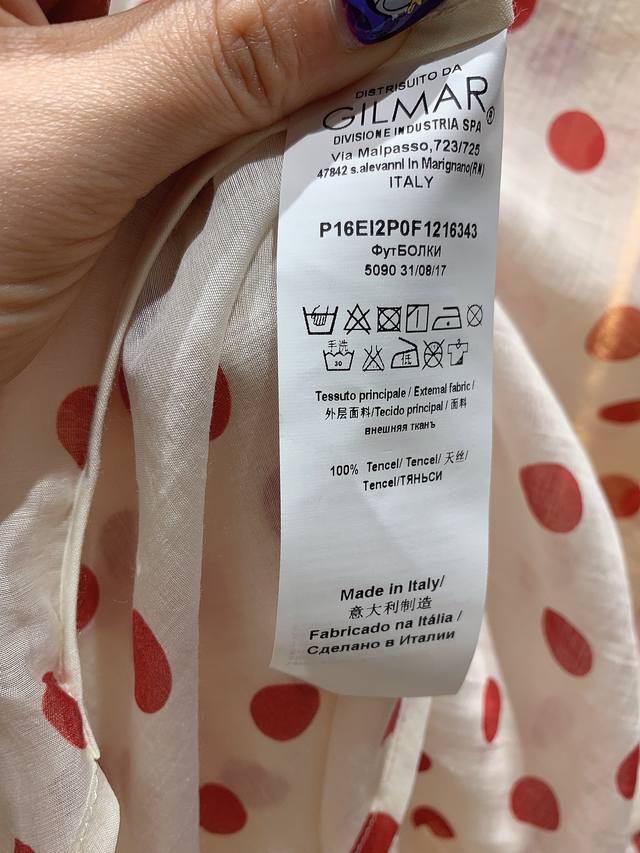 DISTRISUITO DA
GILMAR®
DIVISIONE INDUSTRIA SPA
Via Malpasso,723/725
47842 s.alevannI In Marignano(RN)
ITALY
P16EI2P0F1216343
ФутБОЛКИ
5090 31/08/17
手洗
30
低
Tessuto principale / Extemal fabric /
外层面料/Tecido principal / 面料
внешняя ткань
100% Tencel/ Tencel/ 天丝/
Tencel/ТЯНЬСИ
Made in Italy/
意大利制造
Fabricado na Itália /
Сделано в Италии